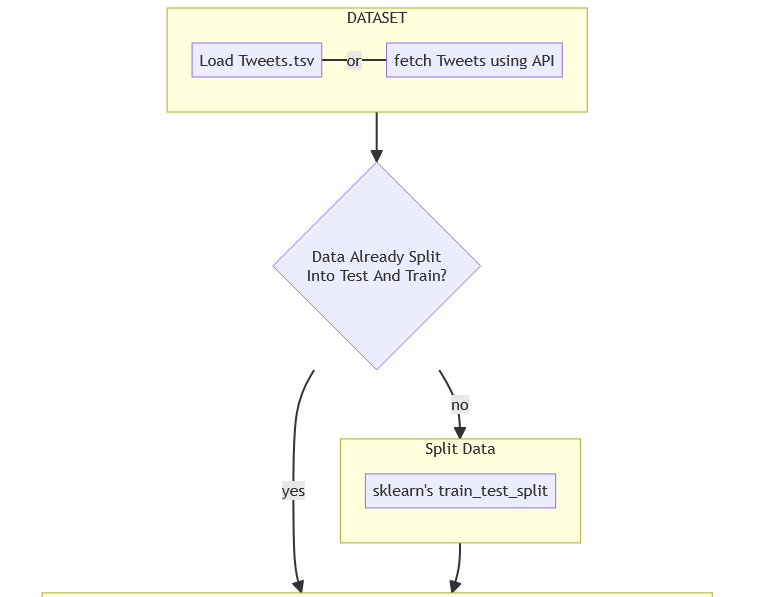 DATASET
Load Tweets.tsv
or
fetch Tweets using API
Data Already Split
Into Test And Train?
no
Split Data
sklearn's train_test_split
yes